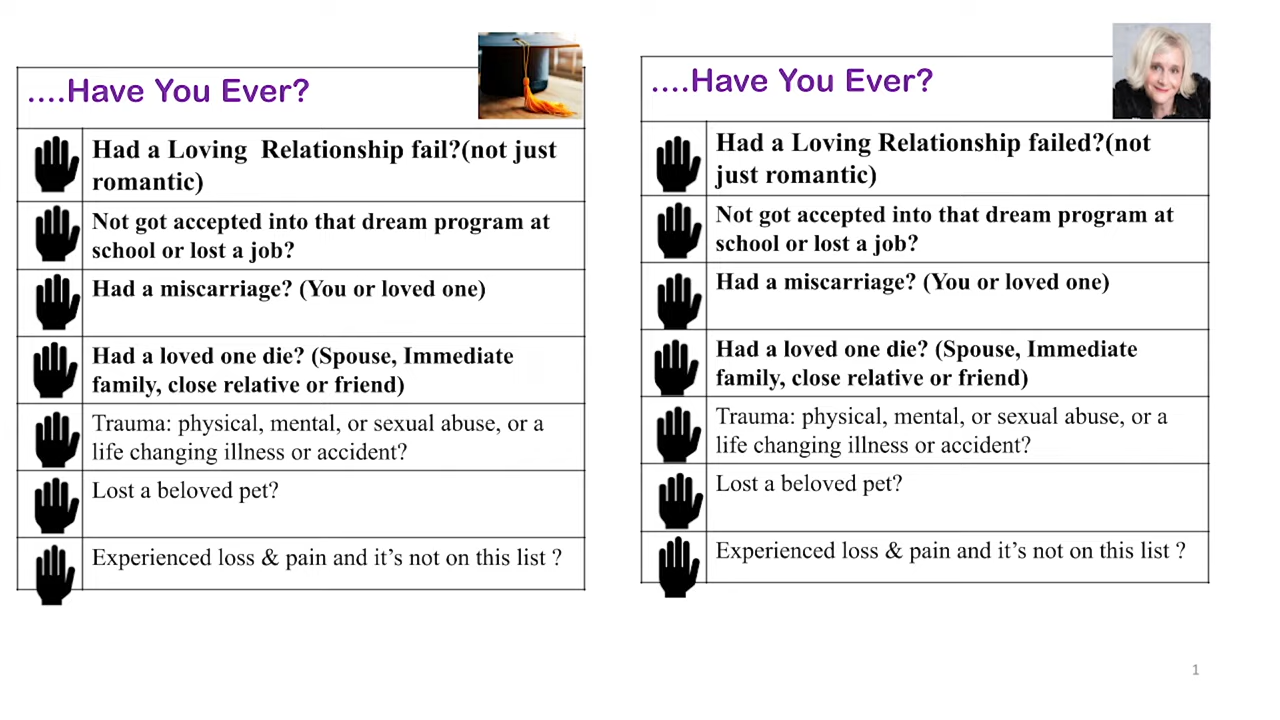 ....Have You Ever?
Had a Loving  Relationship fail?(not just
romantic)
Not got accepted into that dream program at
school or lost a job?
Had a miscarriage? (You or loved one)
Had a loved one die? (Spouse, Immediate
family, close relative or friend)
Trauma: physical, mental, or sexual abuse, or a
life changing illness or accident?
Lost a beloved pet?
Experienced loss & pain and it’s not on this list ?
....Have You Ever?
Had a Loving Relationship failed?(not
just romantic)
Not got accepted into that dream program at
school or lost a job?
Had a miscarriage? (You or loved one)
Had a loved one die? (Spouse, Immediate
family, close relative or friend)
Trauma: physical, mental, or sexual abuse, or a
life changing illness or accident?
Lost a beloved pet?
Experienced loss & pain and it’s not on this list ?
1